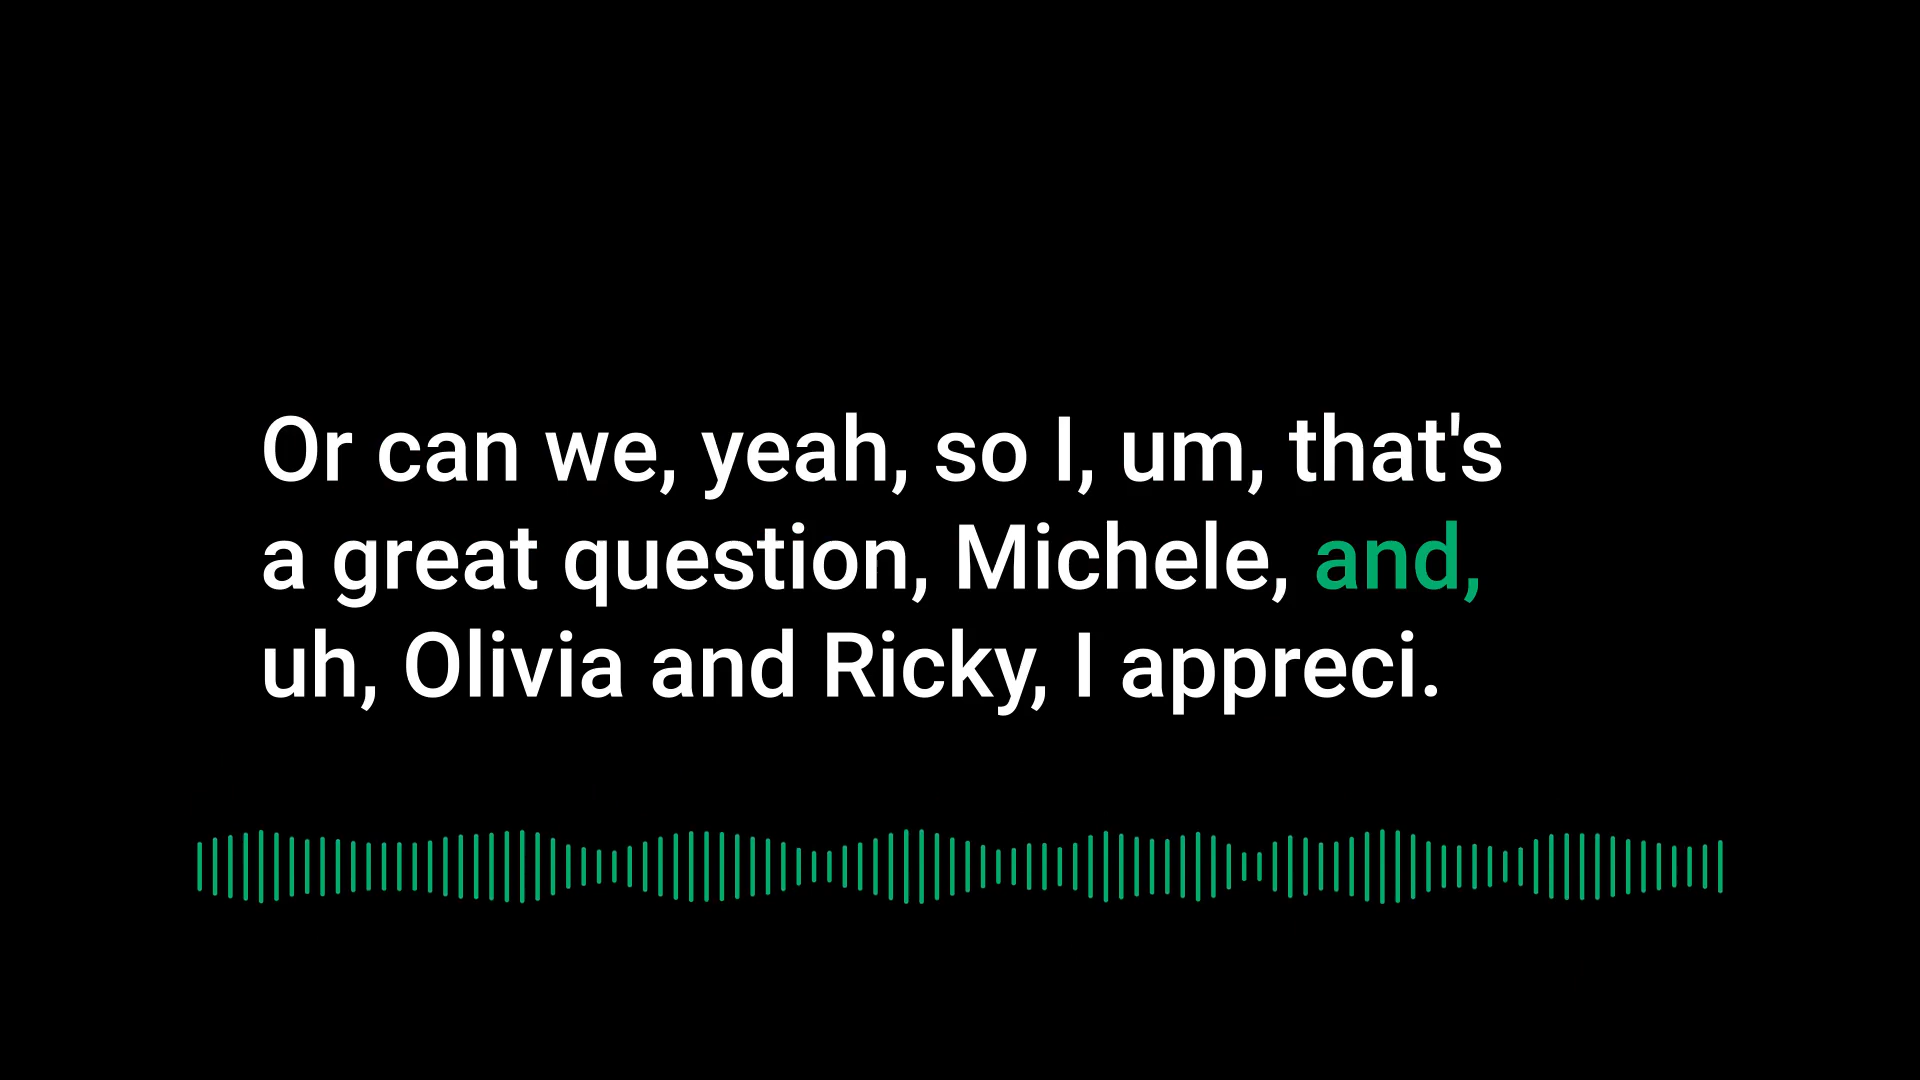 Or can we, yeah, so I, um, that's
a great question, Michele, and,
uh, Olivia and Ricky, I appreci.